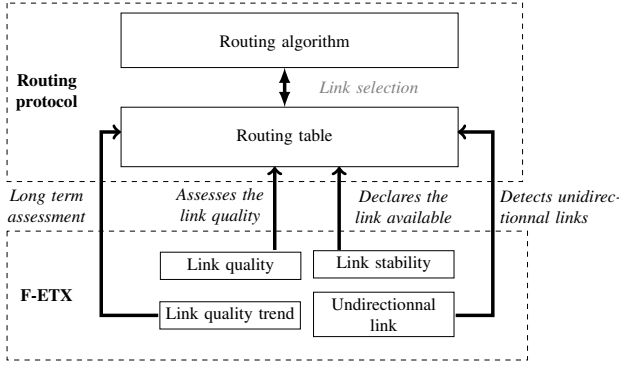 Routing algorithm
Routing
protocol
Link selection
Routing table
Long term
assessment
Assesses the
link quality
Declares the
link available
Detects unidirec-
tionnal links
F-ETX
Link quality
Link stability
Link quality trend
Undirectionnal
link